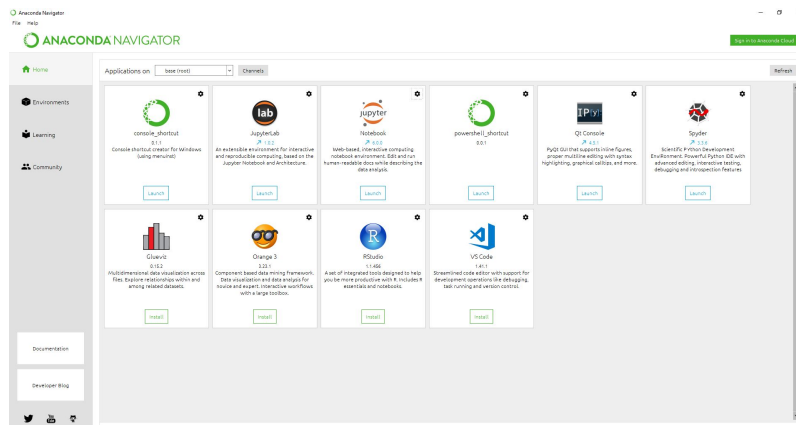 Anaconda Navigator
File Help
ANACONDA NAVIGATOR
Sign in to Anaconda Cloud
Home
Environments
Learning
Community
Documentation
Developer Blog
Applications on base (root) Channels
Refresh
console_shortcut
0.1.1
Console shortcut creator for Windows
(using menuinst)
Launch
lab
JupyterLab
1.0.2
An extensible environment for interactive
and reproducible computing, based on the
Jupyter Notebook and Architecture.
Launch
jupyter
Notebook
6.0.0
Web-based, interactive computing
notebook environment. Edit and run
human-readable docs while describing the
data analysis.
Launch
powershell_shortcut
0.0.1
Launch
IP[y]:
Qt Console
4.5.1
PyQt GUI that supports inline figures,
proper multiline editing with syntax
highlighting, graphical calltips, and more.
Launch
Spyder
3.3.6
Scientific PYthon Development
EnviRonment. Powerful Python IDE with
advanced editing, interactive testing,
debugging and introspection features
Launch
Glueviz
0.15.2
Multidimensional data visualization across
files. Explore relationships within and
among related datasets.
Install
Orange 3
3.23.1
Component based data mining framework.
Data visualization and data analysis for
novice and expert. Interactive workflows
with a large toolbox.
Install
R
RStudio
1.1.456
A set of integrated tools designed to help
you be more productive with R. Includes R
essentials and notebooks.
Install
VS Code
1.41.1
Streamlined code editor with support for
development operations like debugging,
task running and version control.
Install